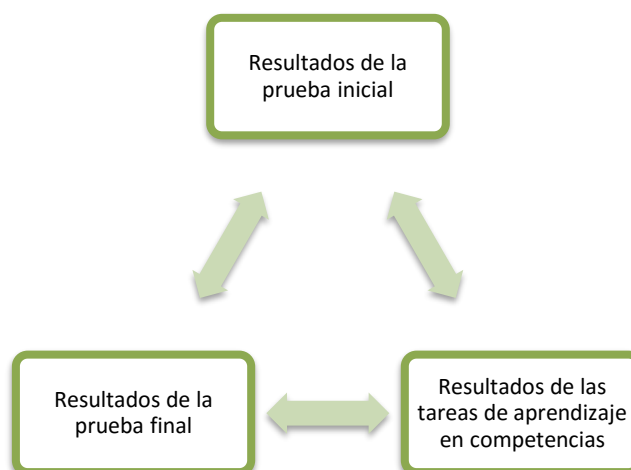 Resultados de la
prueba inicial
Resultados de la
prueba final
Resultados de las
tareas de aprendizaje
en competencias